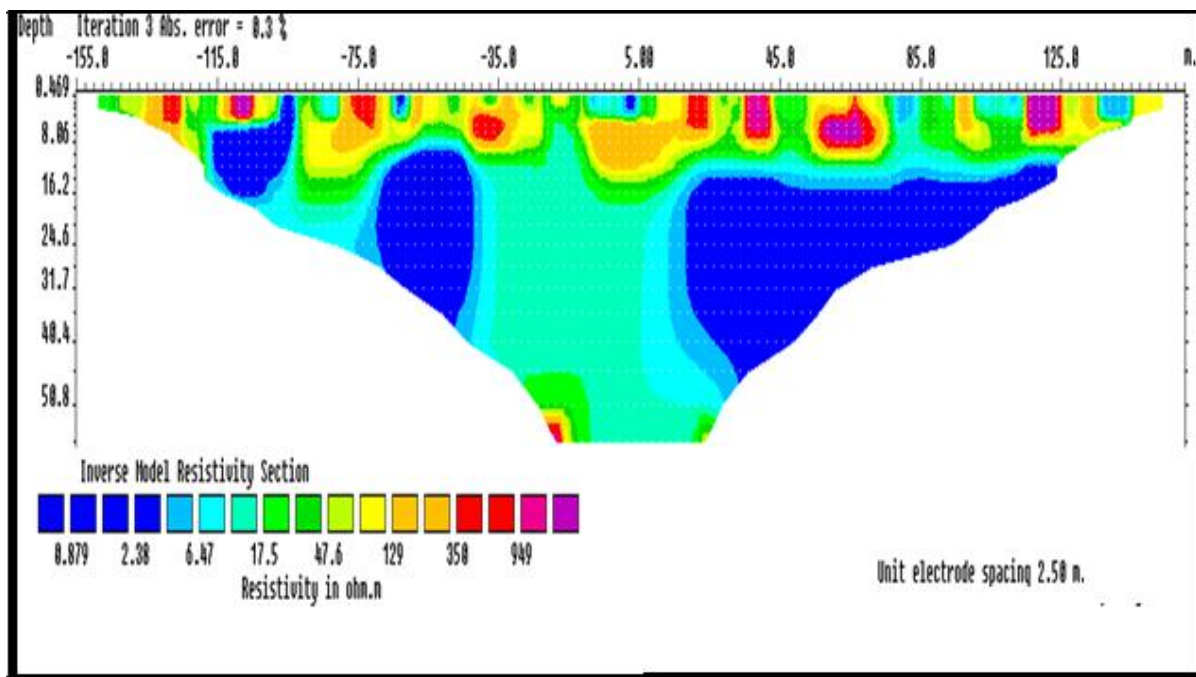 Depth Iteration 3 Abs. error = 0.3 %
-155.0 -115.0 -75.0 -35.0 5.00 45.0 85.0 125.0 m.
0.469
8.06
16.2
24.6
31.7
40.4
50.8
Inverse Model Resistivity Section
0.879 2.38 6.47 17.5 47.6 129 350 949
Resistivity in ohm.m
Unit electrode spacing 2.50 m.